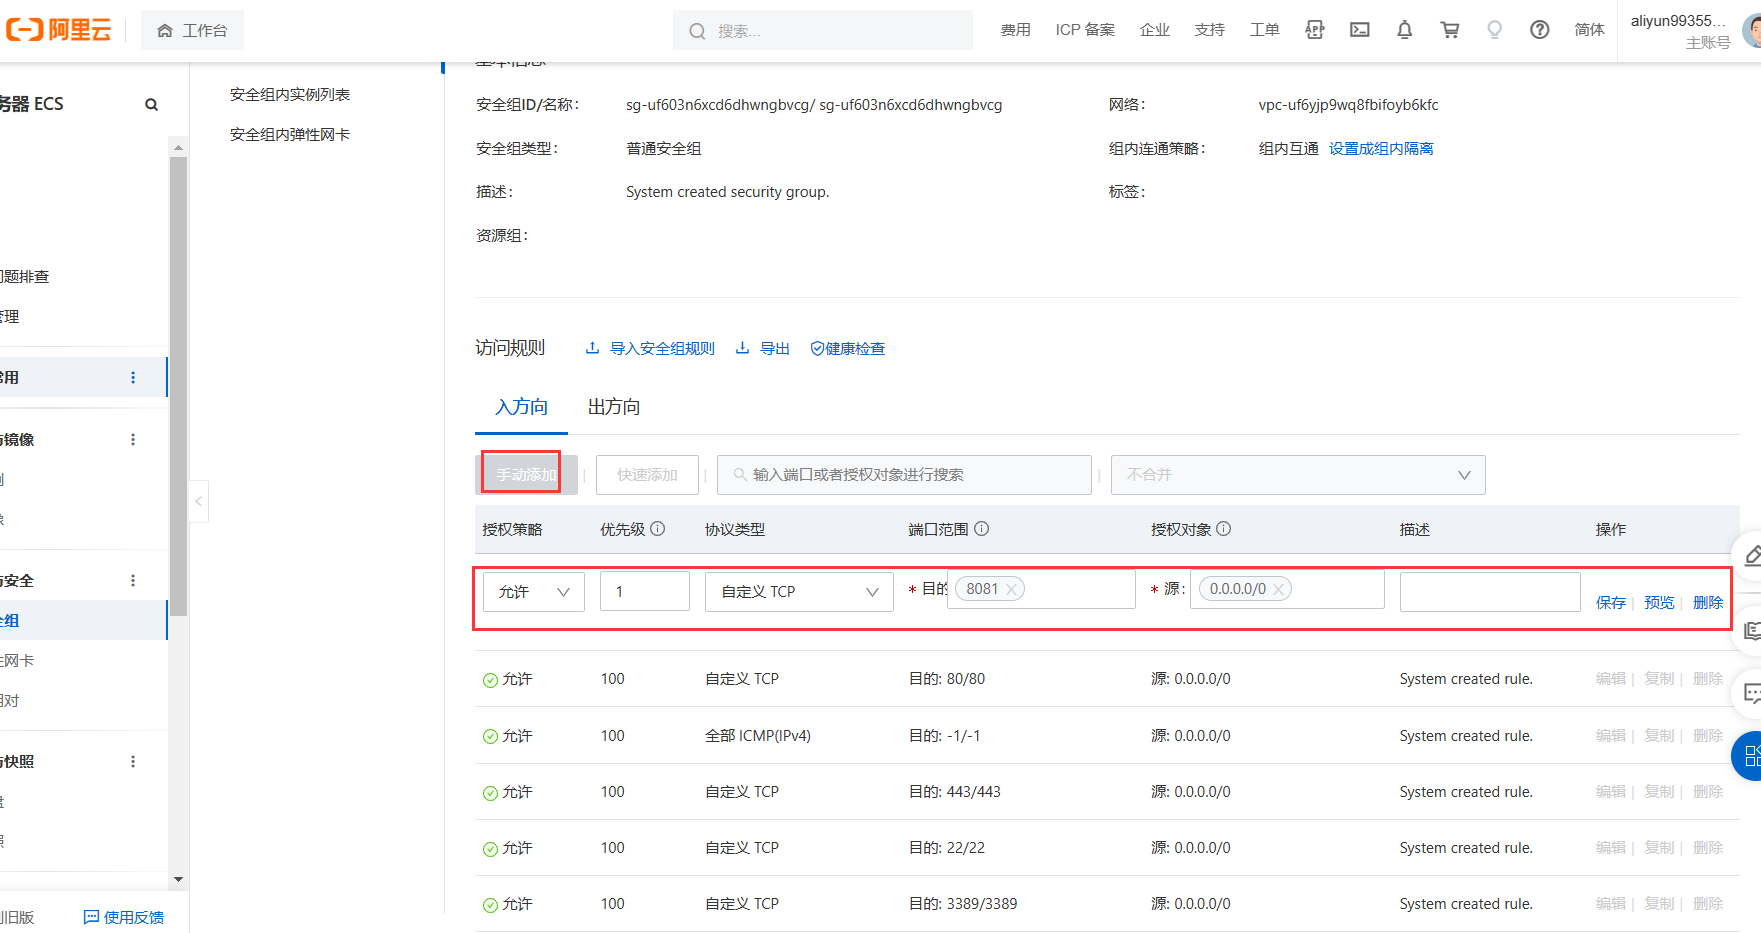 阿里云 工作台 搜索... 费用 ICP 备案 企业 支持 工单 简体 aliyun99355...
主账号
务器 ECS
问题排查
管理
常用
与镜像
与安全
全组
性网卡
与快照
到旧版 使用反馈
安全组内实例列表
安全组内弹性网卡
基本信息
安全组ID/名称： sg-uf603n6xcd6dhwngbvcg/ sg-uf603n6xcd6dhwngbvcg 网络： vpc-uf6yjp9wq8fbifoyb6kfc
安全组类型： 普通安全组 组内连通策略： 组内互通 设置成组内隔离
描述： System created security group. 标签：
资源组：
访问规则 导入安全组规则 导出 健康检查
入方向 出方向
手动添加 快速添加 输入端口或者授权对象进行搜索 不合并
授权策略 优先级 协议类型 端口范围 授权对象 描述 操作
允许 1 自定义 TCP * 目的 8081 * 源: 0.0.0.0/0 保存 | 预览 | 删除
允许 100 自定义 TCP 目的: 80/80 源: 0.0.0.0/0 System created rule. 编辑 | 复制 | 删除
允许 100 全部 ICMP(IPv4) 目的: -1/-1 源: 0.0.0.0/0 System created rule. 编辑 | 复制 | 删除
允许 100 自定义 TCP 目的: 443/443 源: 0.0.0.0/0 System created rule. 编辑 | 复制 | 删除
允许 100 自定义 TCP 目的: 22/22 源: 0.0.0.0/0 System created rule. 编辑 | 复制 | 删除
允许 100 自定义 TCP 目的: 3389/3389 源: 0.0.0.0/0 System created rule. 编辑 | 复制 | 删除